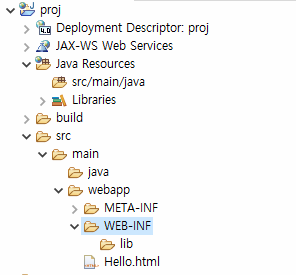 proj
Deployment Descriptor: proj
JAX-WS Web Services
Java Resources
src/main/java
Libraries
build
src
main
java
webapp
META-INF
WEB-INF
lib
Hello.html